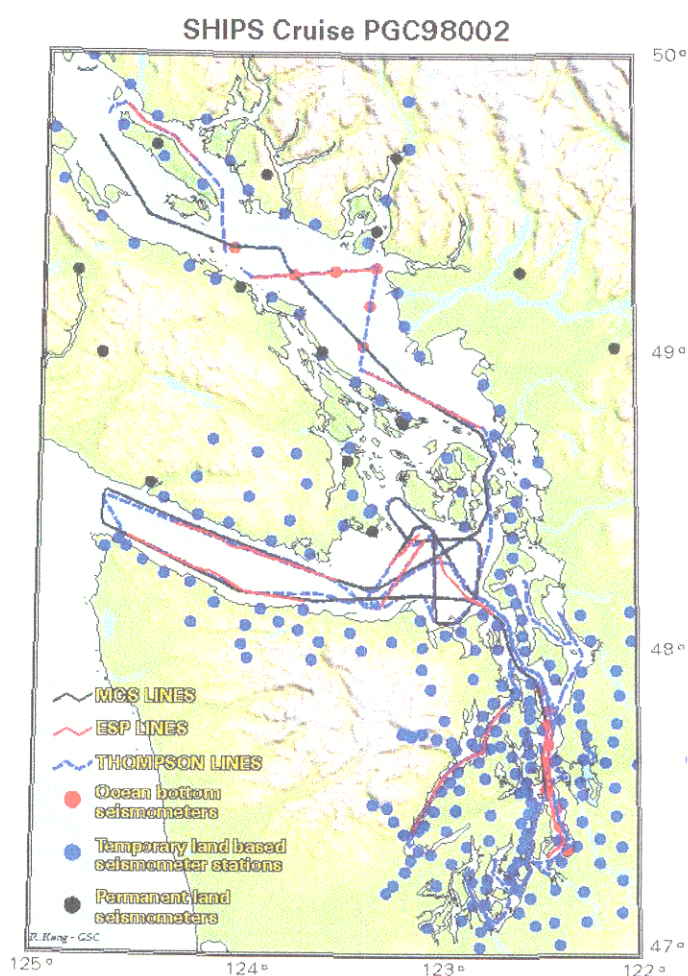 SHIPS Cruise PGC98002
50°
49°
48°
MCS LINES
ESP LINES
THOMPSON LINES
Ocean bottom
seismometers
Temporary land based
seismometer stations
Permanent land
seismometers
R. Kung - GSC
47°
125°
124°
123°
122°